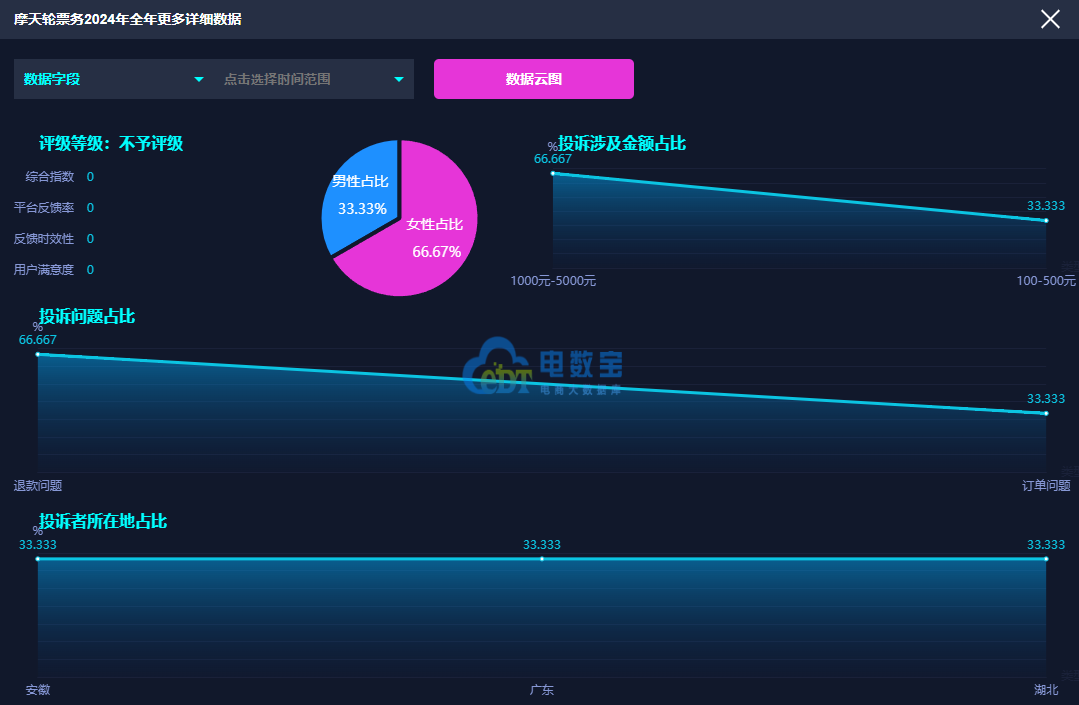 摩天轮票务2024年全年更多详细数据
数据字段
点击选择时间范围
数据云图
评级等级：不予评级
综合指数 0
平台反馈率 0
反馈时效性 0
用户满意度 0
男性占比
33.33%
女性占比
66.67%
投诉涉及金额占比
%
66.667
33.333
1000元-5000元
100-500元
投诉问题占比
%
66.667
33.333
电数宝
eDT
电商大数据库
退款问题
订单问题
投诉者所在地占比
%
33.333
33.333
33.333
安徽
广东
湖北